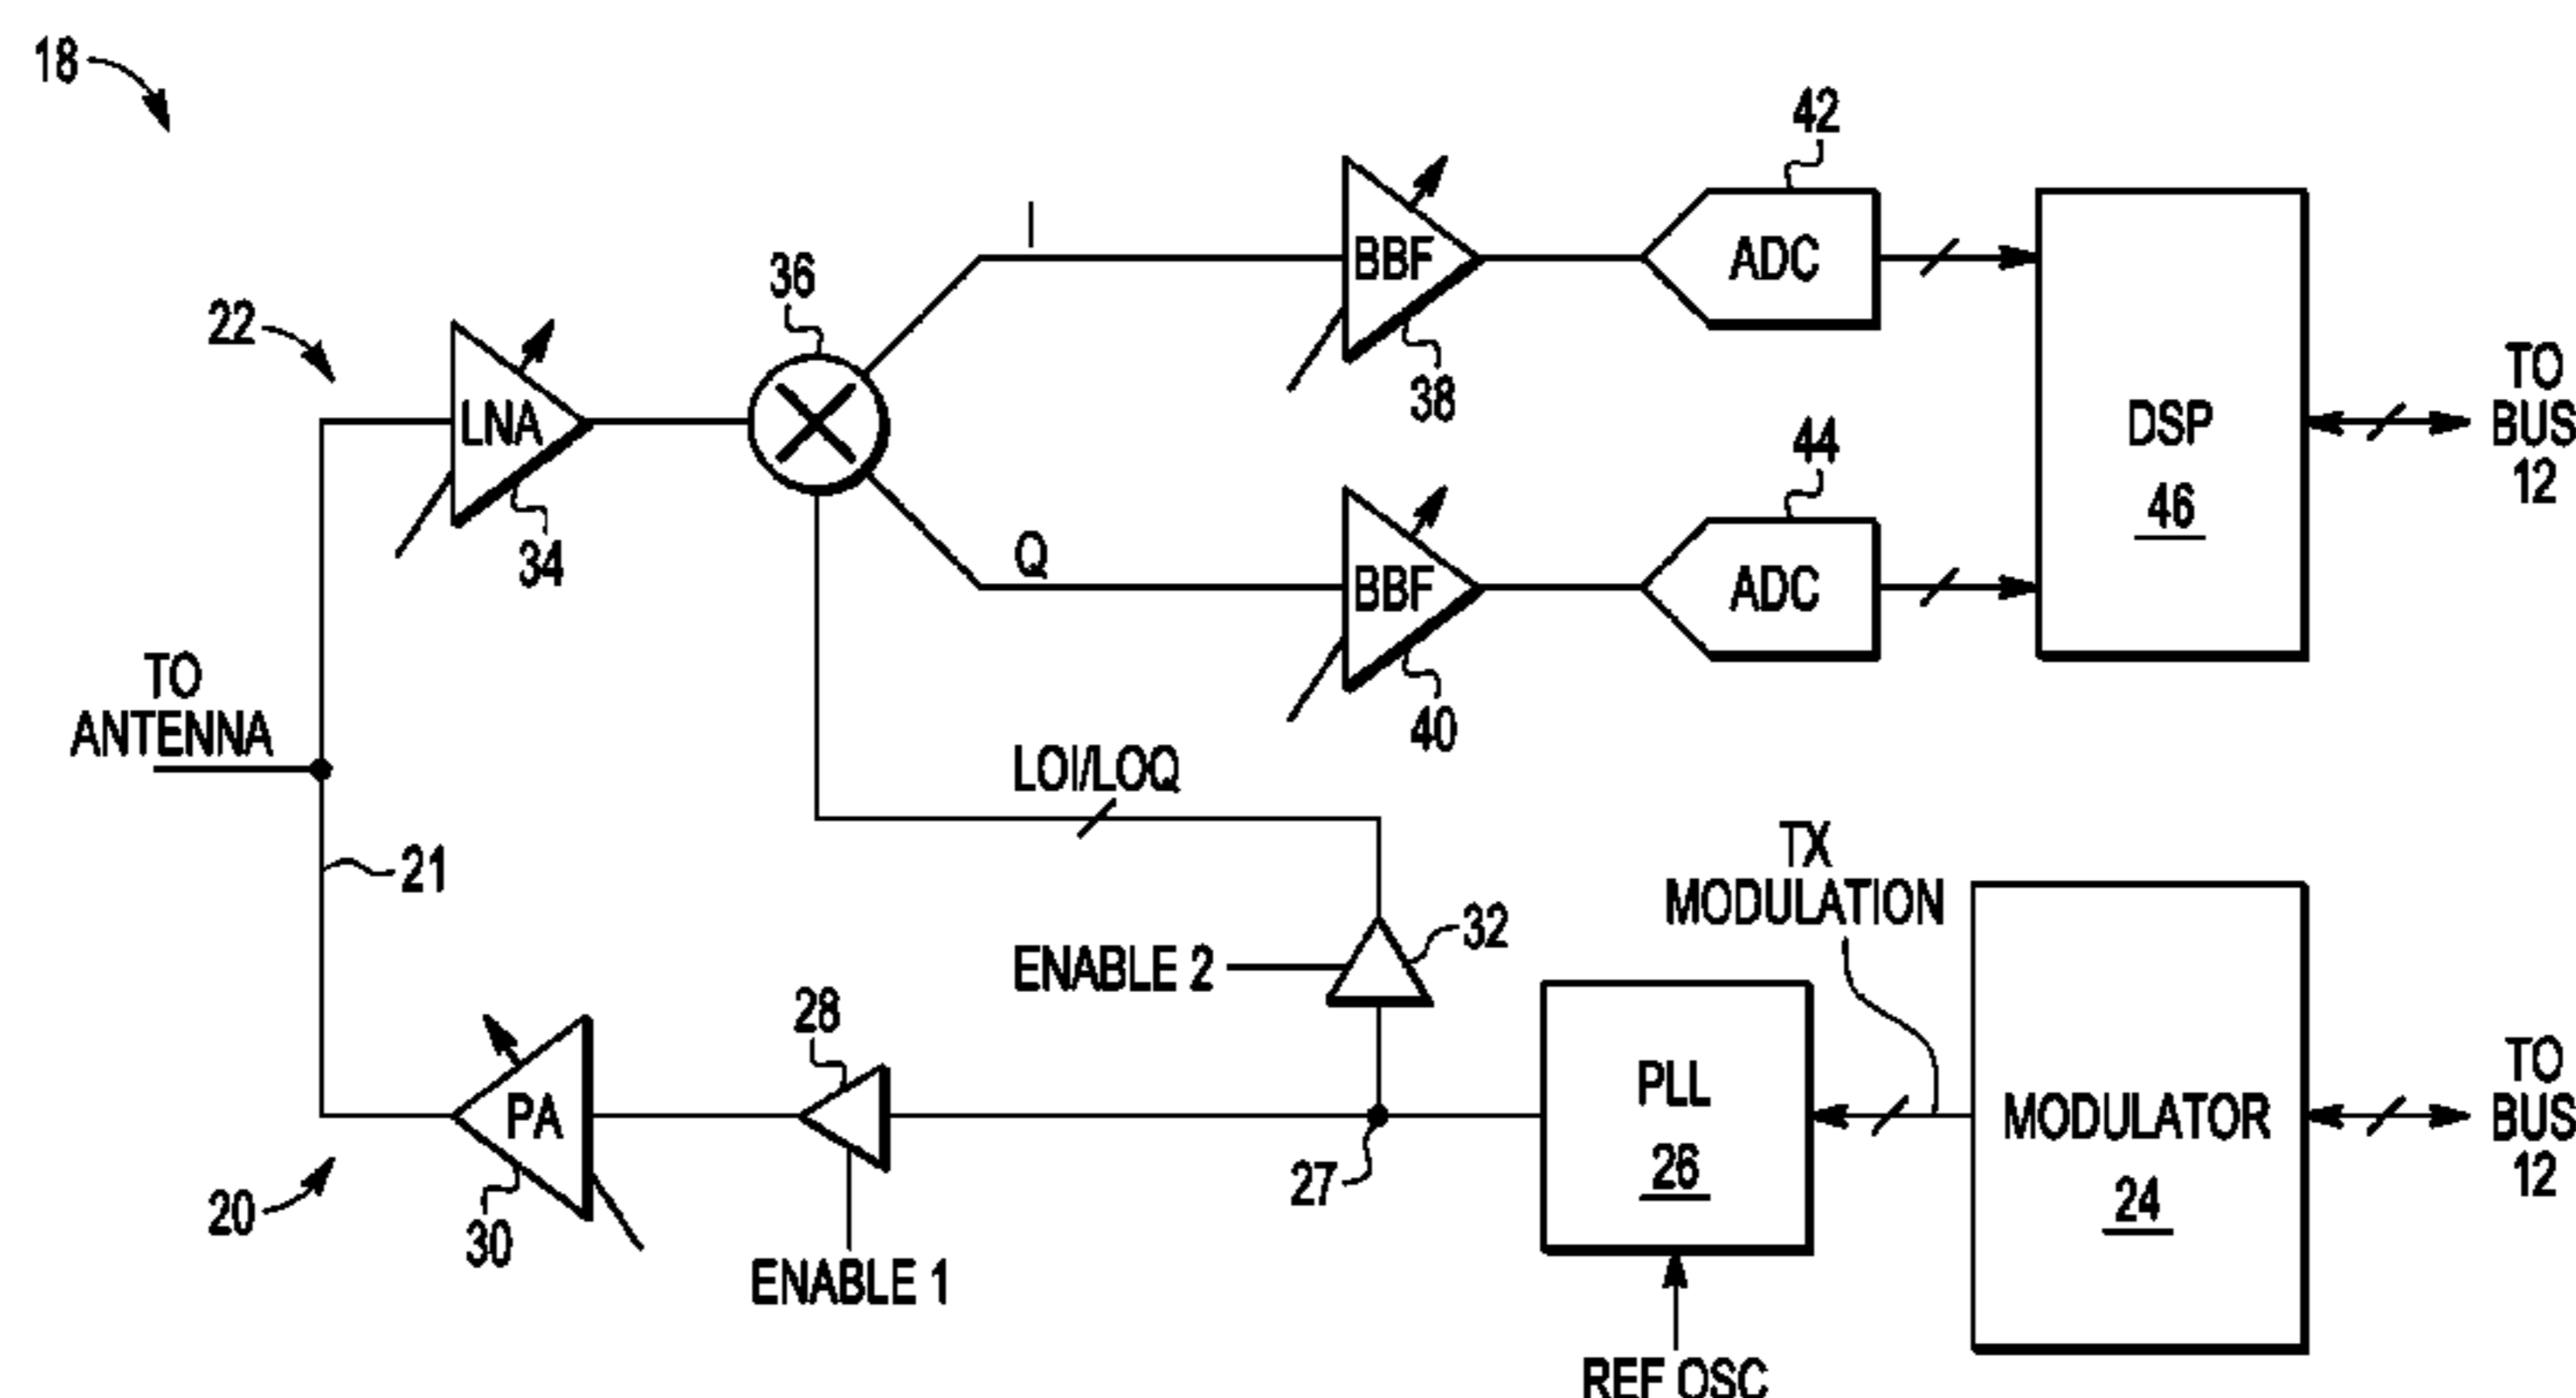 18
42
ADC
I
BBF
38
36
22
LNA
34
DSP
46
TO
BUS
12
44
ADC
Q
BBF
40
TO
ANTENNA
LOI/LOQ
21
TX
MODULATION
ENABLE 2
32
28
PA
30
20
ENABLE 1
27
PLL
26
REF OSC
MODULATOR
24
TO
BUS
12